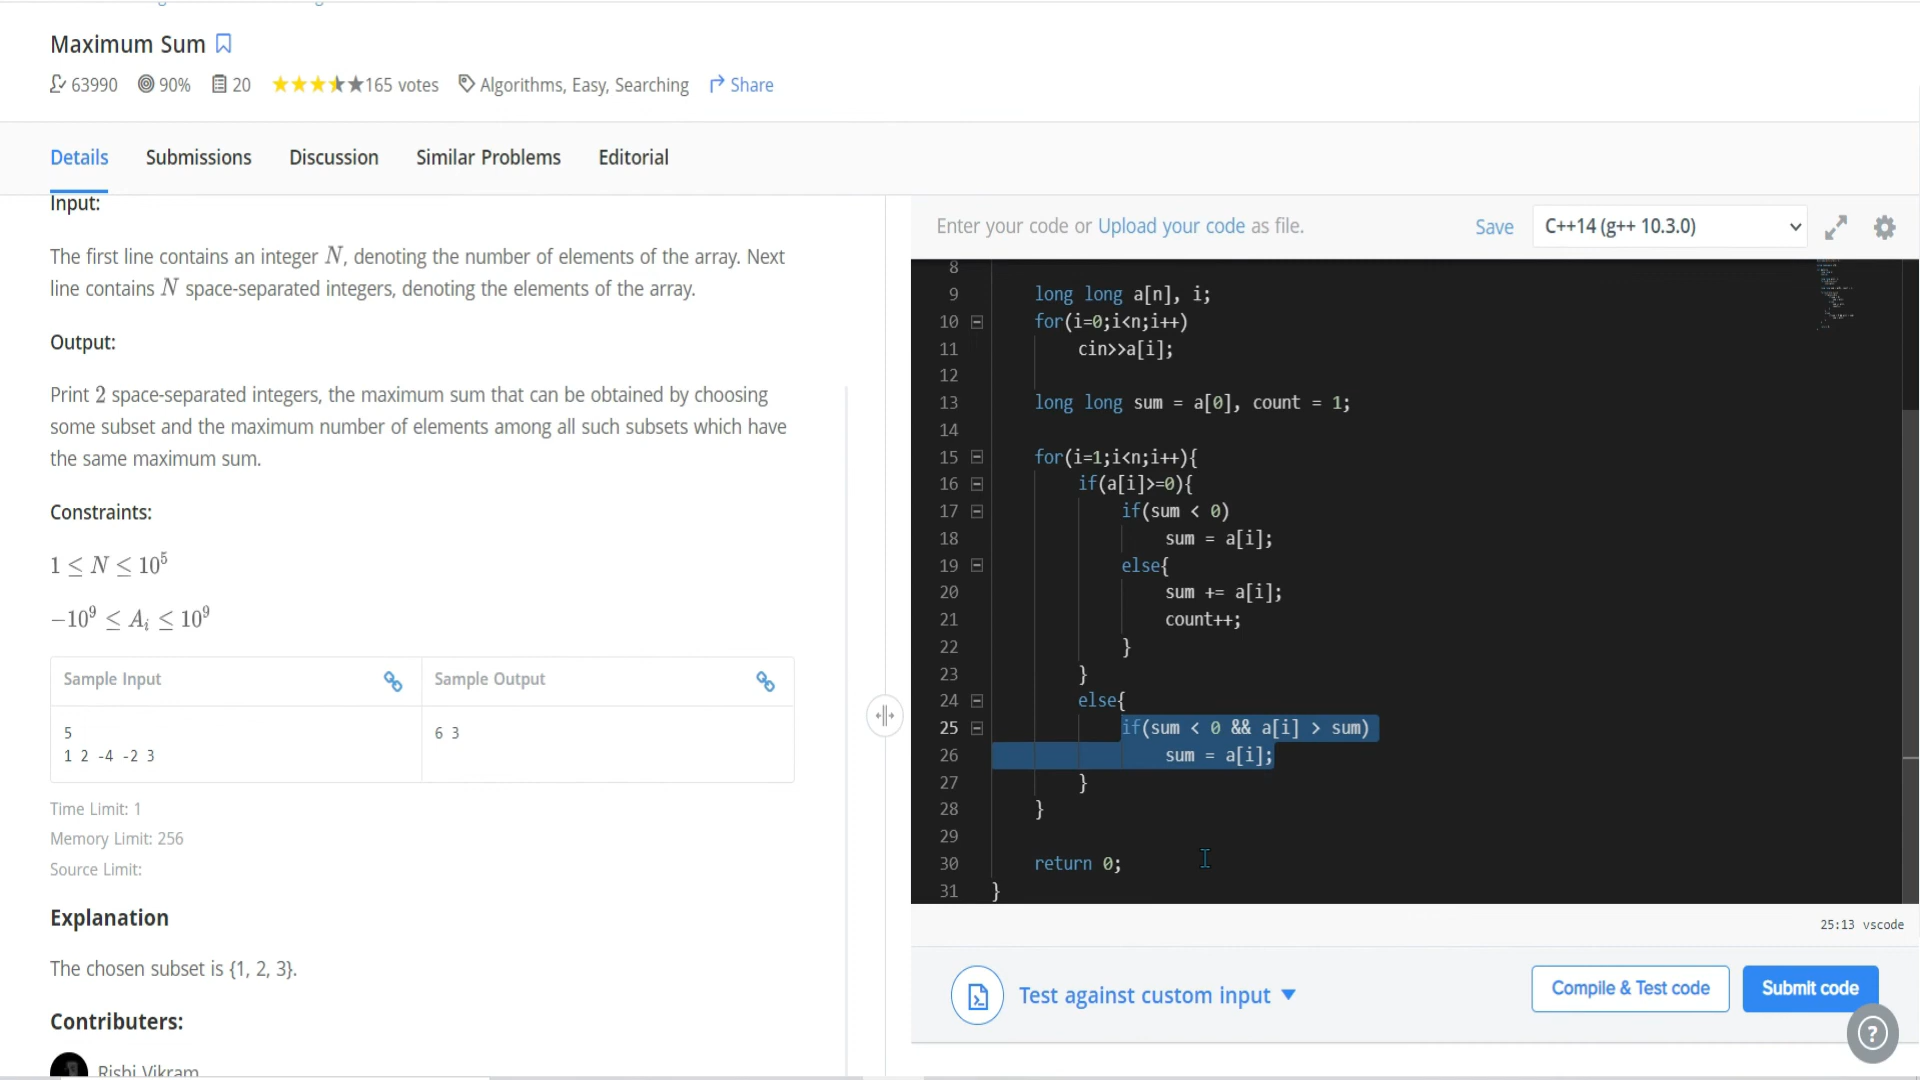 Maximum Sum
63990 90% 20 165 votes Algorithms, Easy, Searching Share
Details Submissions Discussion Similar Problems Editorial
Input:
The first line contains an integer N, denoting the number of elements of the array. Next
line contains N space-separated integers, denoting the elements of the array.
Output:
Print 2 space-separated integers, the maximum sum that can be obtained by choosing
some subset and the maximum number of elements among all such subsets which have
the same maximum sum.
Constraints:
1 ≤ N ≤ 10⁵
−10⁹ ≤ Aᵢ ≤ 10⁹
Sample Input Sample Output
5 6 3
1 2 -4 -2 3
Time Limit: 1
Memory Limit: 256
Source Limit:
Explanation
The chosen subset is {1, 2, 3}.
Contributers:
Rishi Vikram
Enter your code or Upload your code as file. Save C++14 (g++ 10.3.0)
8
9 long long a[n], i;
10 for(i=0;i<n;i++)
11 cin>>a[i];
12
13 long long sum = a[0], count = 1;
14
15 for(i=1;i<n;i++){
16 if(a[i]>=0){
17 if(sum < 0)
18 sum = a[i];
19 else{
20 sum += a[i];
21 count++;
22 }
23 }
24 else{
25 if(sum < 0 && a[i] > sum)
26 sum = a[i];
27 }
28 }
29
30 return 0;
31 }
25:13 vscode
Test against custom input Compile & Test code Submit code
?